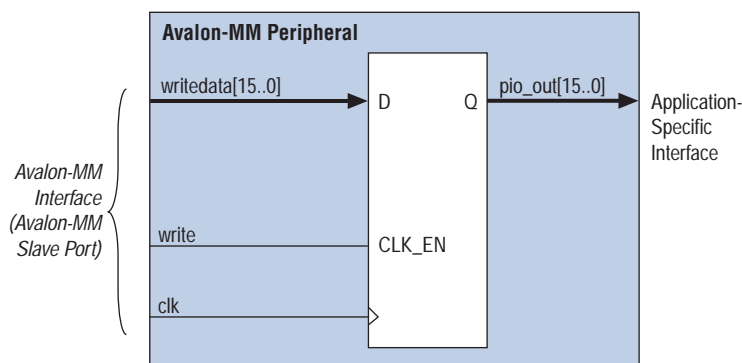 Avalon-MM Peripheral
writedata[15..0]
pio_out[15..0]
D
Q
Application-
Specific
Interface
Avalon-MM
Interface
(Avalon-MM
Slave Port)
write
CLK_EN
clk